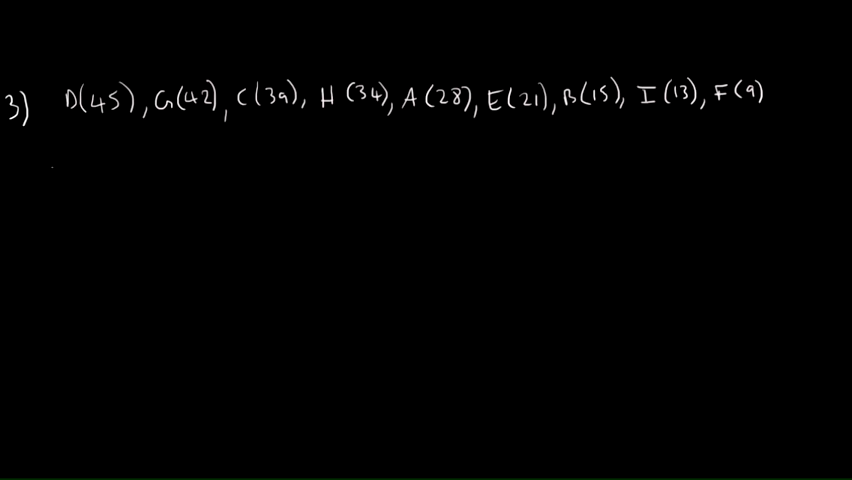 3) D(45), G(42), C(39), H(34), A(28), E(21), B(15), I(13), F(9)